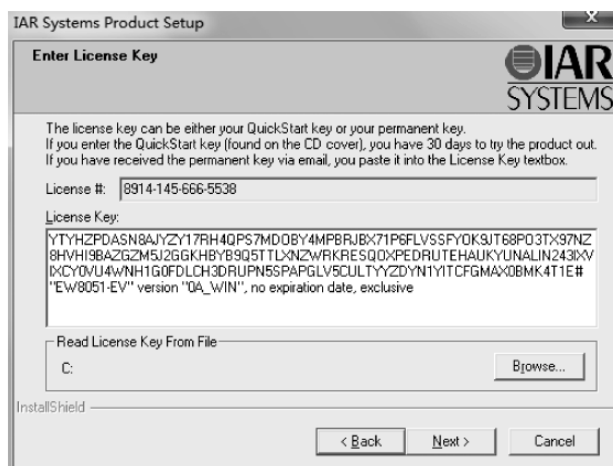 IAR Systems Product Setup
Enter License Key
IAR
SYSTEMS
The license key can be either your QuickStart key or your permanent key.
If you enter the QuickStart key (found on the CD cover), you have 30 days to try the product out.
If you have received the permanent key via email, you paste it into the License Key textbox.
License #: 8914-145-666-5538
License Key:
"EW8051-EV" version "0A_WIN", no expiration date, exclusive
Read License Key From File
C:
Browse...
InstallShield
< Back Next > Cancel